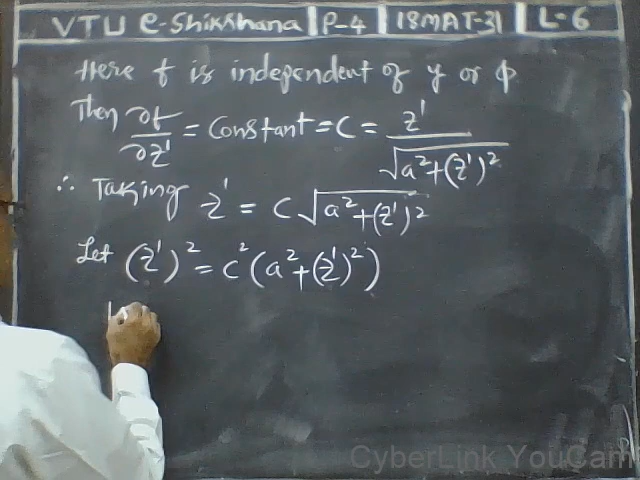 VTU e-Shikshana | P-4 | 18MAT-31 | L-6
Here f is independent of y or φ
Then ∂f/∂z' = Constant = C = z'/√(a²+(z')²)
∴ Taking z' = C√(a²+(z')²)
Let (z')² = C²(a²+(z')²)
CyberLink YouCam